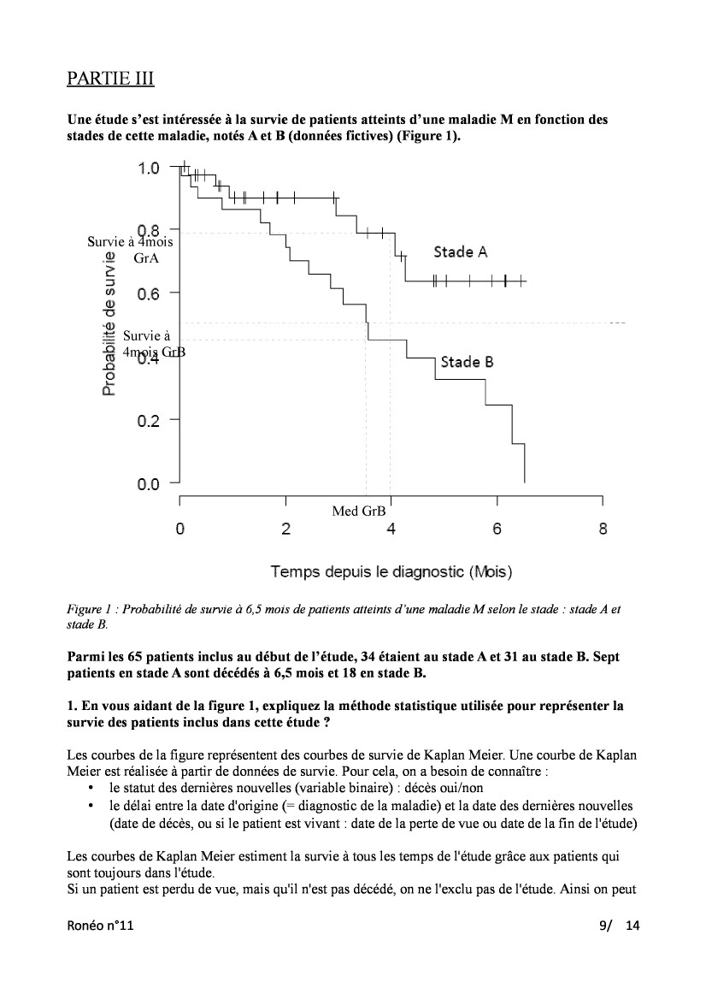 PARTIE III
Une étude s’est intéressée à la survie de patients atteints d’une maladie M en fonction des
stades de cette maladie, notés A et B (données fictives) (Figure 1).
1.0
0.8
Survie à 4mois
GrA
Stade A
Probabilité de survie
0.6
Survie à
4mois GrB
0.4
Stade B
0.2
0.0
Med GrB
0 2 4 6 8
Temps depuis le diagnostic (Mois)
Figure 1 : Probabilité de survie à 6,5 mois de patients atteints d’une maladie M selon le stade : stade A et
stade B.
Parmi les 65 patients inclus au début de l’étude, 34 étaient au stade A et 31 au stade B. Sept
patients en stade A sont décédés à 6,5 mois et 18 en stade B.
1. En vous aidant de la figure 1, expliquez la méthode statistique utilisée pour représenter la
survie des patients inclus dans cette étude ?
Les courbes de la figure représentent des courbes de survie de Kaplan Meier. Une courbe de Kaplan
Meier est réalisée à partir de données de survie. Pour cela, on a besoin de connaître :
• le statut des dernières nouvelles (variable binaire) : décès oui/non
• le délai entre la date d'origine (= diagnostic de la maladie) et la date des dernières nouvelles
(date de décès, ou si le patient est vivant : date de la perte de vue ou date de la fin de l'étude)
Les courbes de Kaplan Meier estiment la survie à tous les temps de l'étude grâce aux patients qui
sont toujours dans l'étude.
Si un patient est perdu de vue, mais qu'il n'est pas décédé, on ne l'exclu pas de l'étude. Ainsi on peut
Ronéo n°11 9/ 14